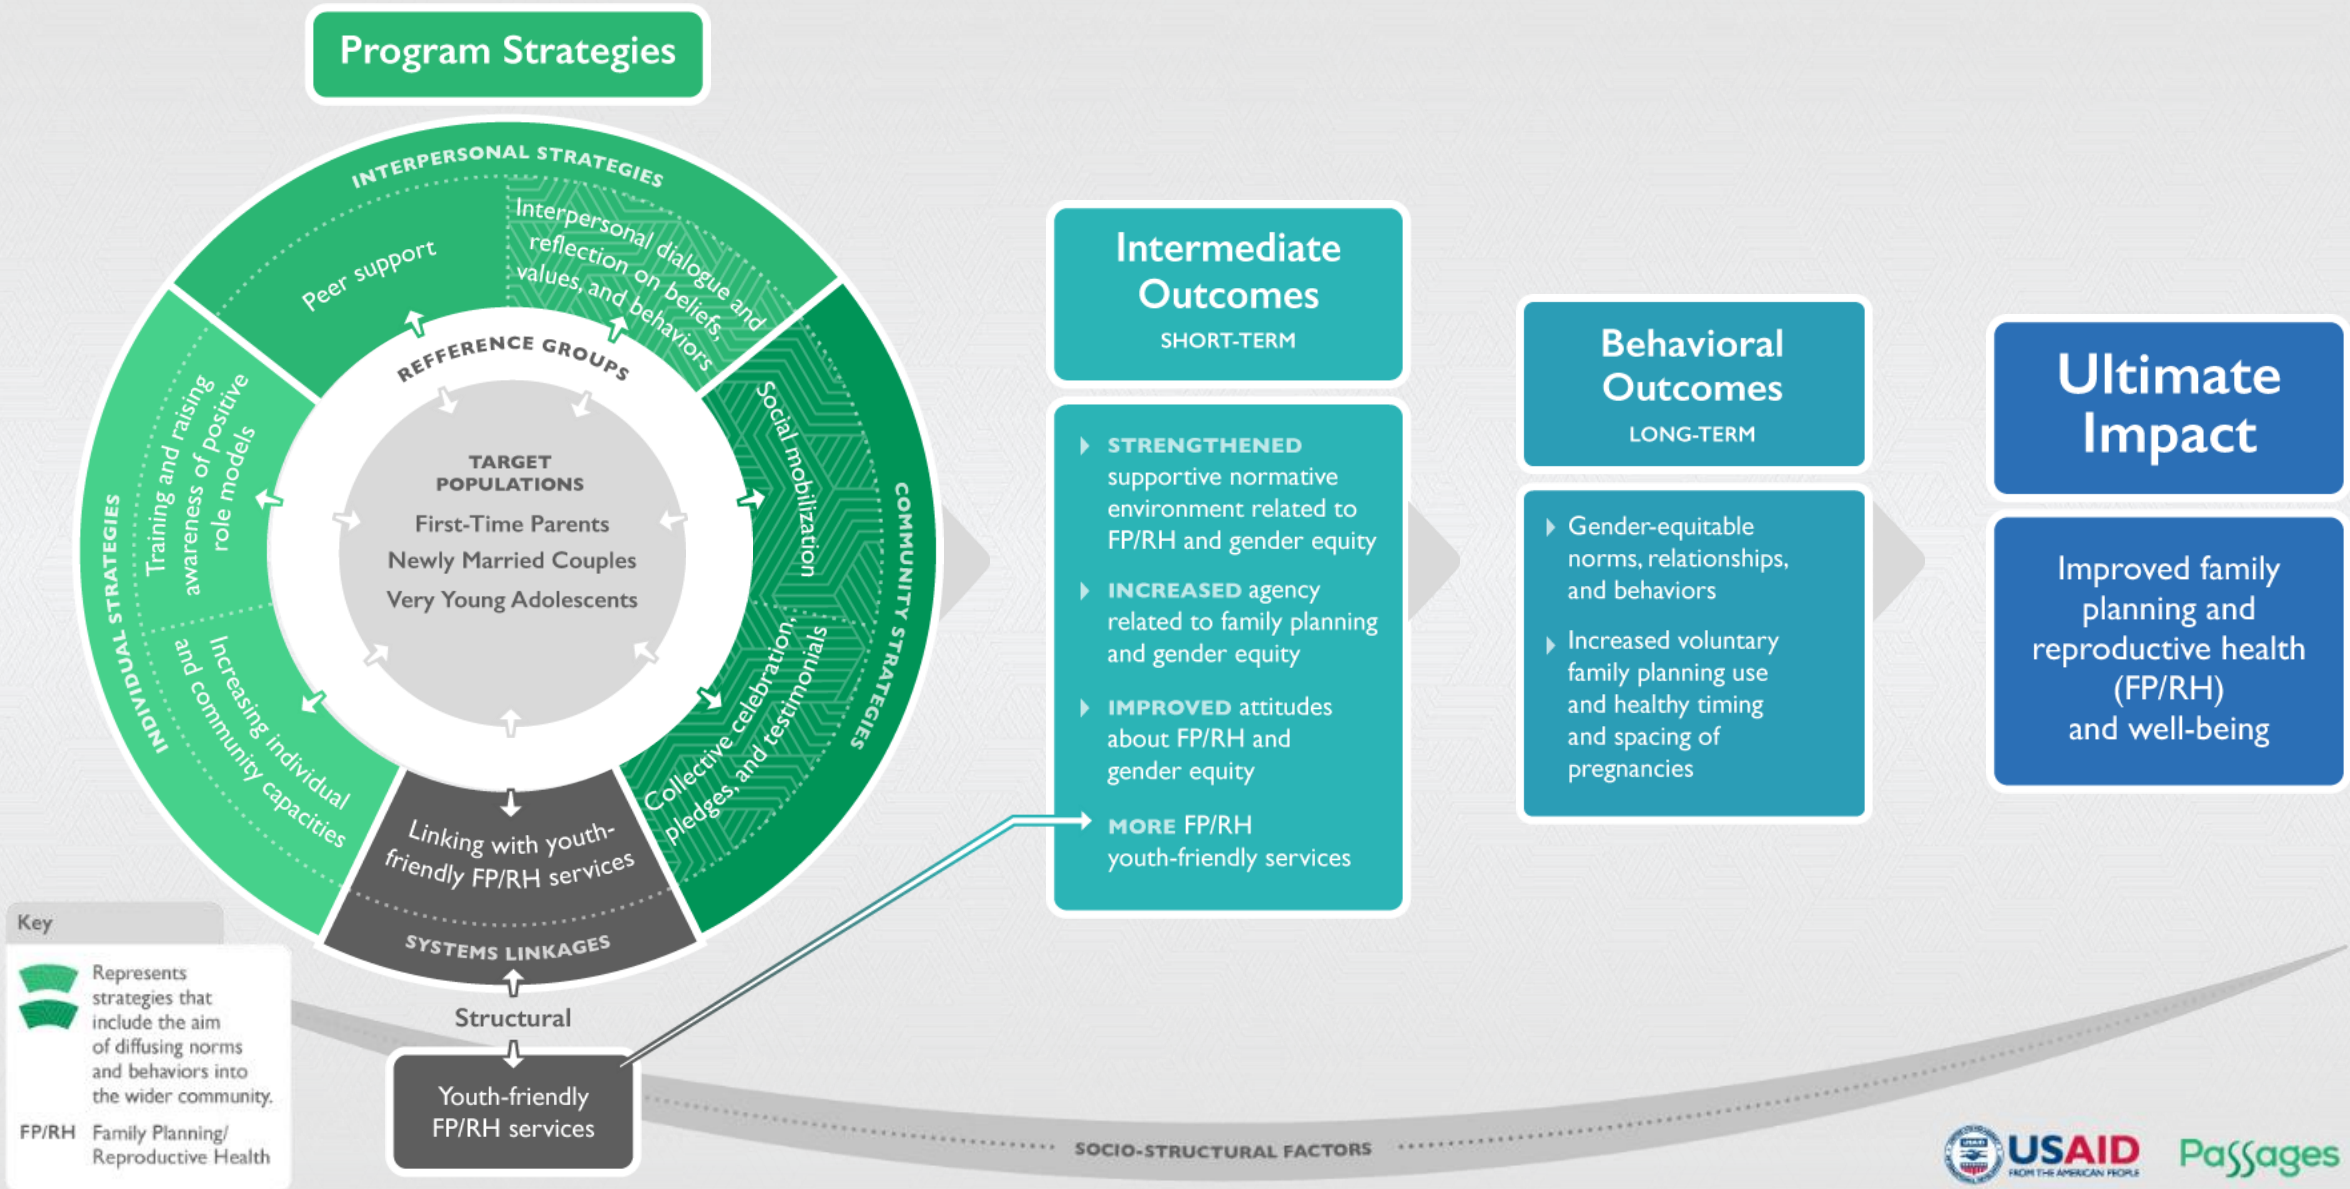 Program Strategies
INTERPERSONAL STRATEGIES
Peer support
Interpersonal dialogue and
reflection on beliefs,
values, and behaviors
REFFERENCE GROUPS
TARGET
POPULATIONS
First-Time Parents
Newly Married Couples
Very Young Adolescents
INDIVIDUAL STRATEGIES
Training and raising
awareness of positive
role models
Increasing individual
and community capacities
COMMUNITY STRATEGIES
Social mobilization
Collective celebration,
pledges, and testimonials
Linking with youth-
friendly FP/RH services
SYSTEMS LINKAGES
Structural
Youth-friendly
FP/RH services
Key
Represents
strategies that
include the aim
of diffusing norms
and behaviors into
the wider community.
FP/RH Family Planning/
Reproductive Health
Intermediate
Outcomes
SHORT-TERM
STRENGTHENED
supportive normative
environment related to
FP/RH and gender equity
INCREASED agency
related to family planning
and gender equity
IMPROVED attitudes
about FP/RH and
gender equity
MORE FP/RH
youth-friendly services
Behavioral
Outcomes
LONG-TERM
Gender-equitable
norms, relationships,
and behaviors
Increased voluntary
family planning use
and healthy timing
and spacing of
pregnancies
Ultimate
Impact
Improved family
planning and
reproductive health
(FP/RH)
and well-being
SOCIO-STRUCTURAL FACTORS
USAID
USAID
FROM THE AMERICAN PEOPLE
Passages